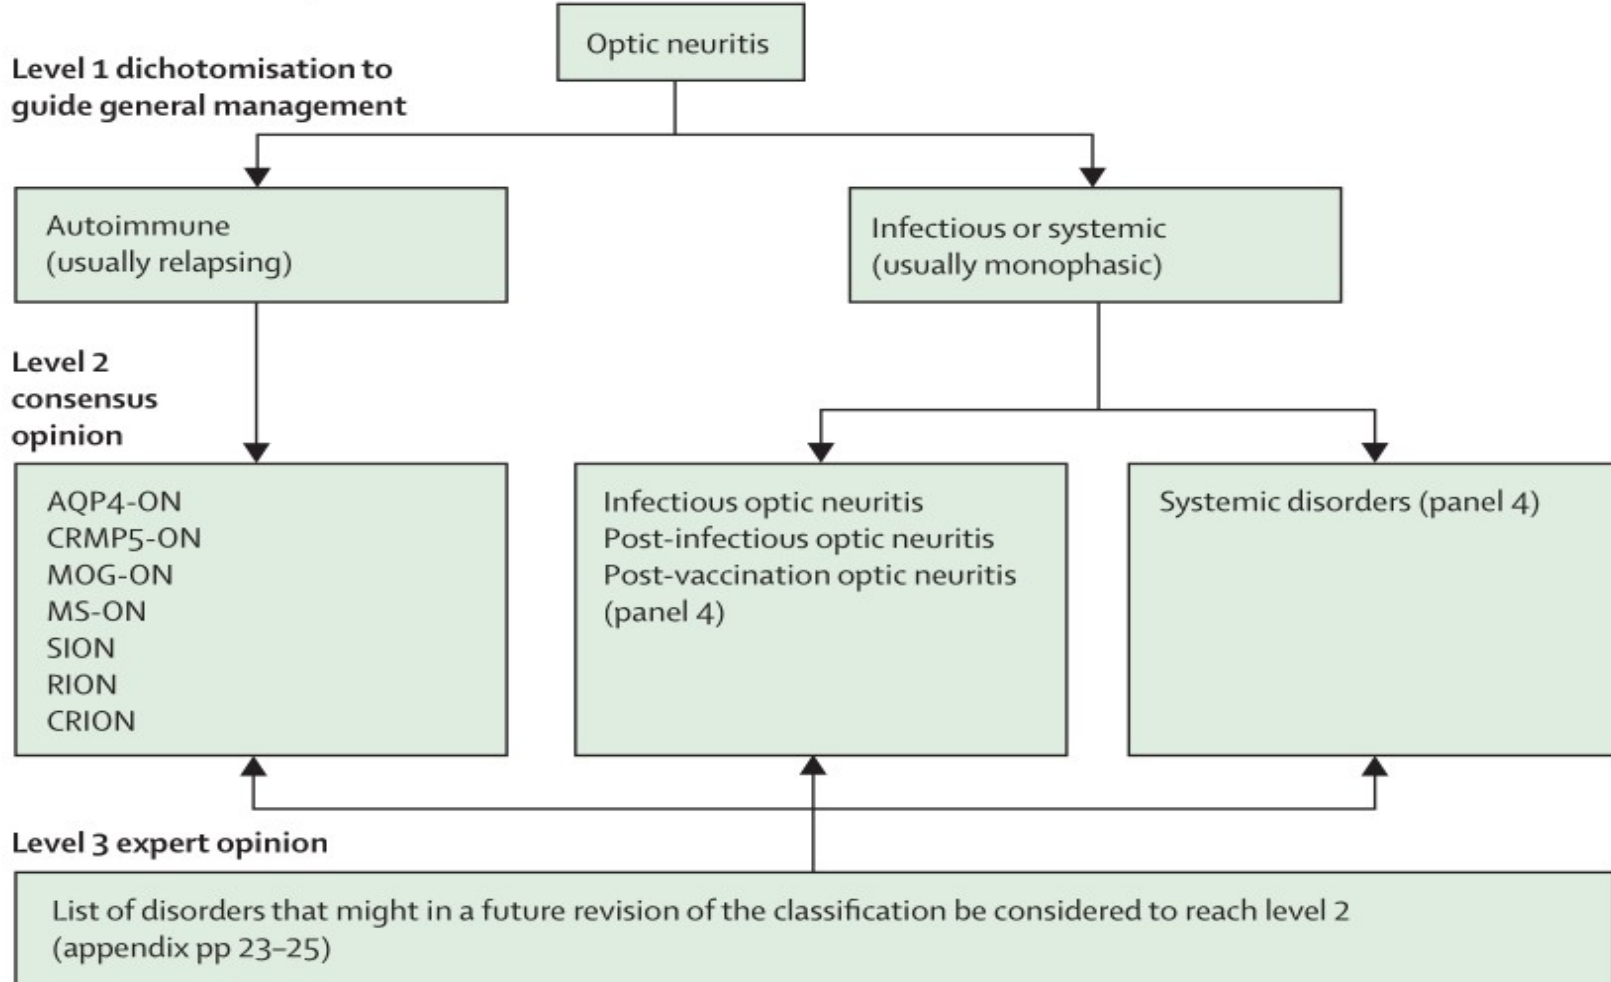 Optic neuritis
Level 1 dichotomisation to
guide general management
Autoimmune
(usually relapsing)
Infectious or systemic
(usually monophasic)
Level 2
consensus
opinion
AQP4-ON
CRMP5-ON
MOG-ON
MS-ON
SION
RION
CRION
Infectious optic neuritis
Post-infectious optic neuritis
Post-vaccination optic neuritis
(panel 4)
Systemic disorders (panel 4)
Level 3 expert opinion
List of disorders that might in a future revision of the classification be considered to reach level 2
(appendix pp 23–25)